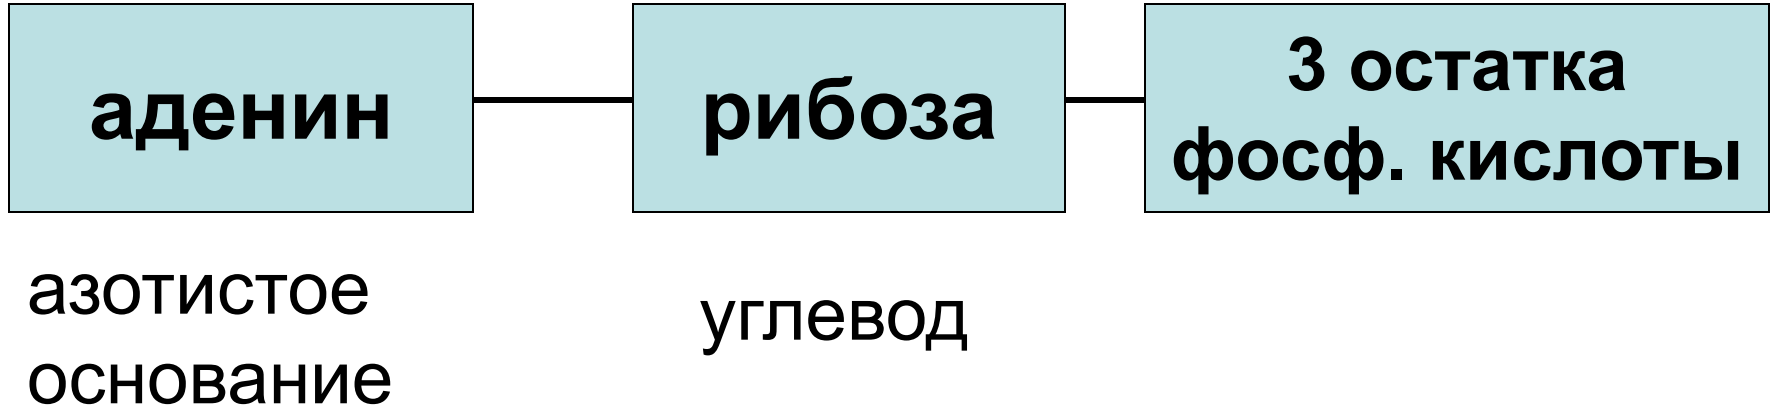 аденин
рибоза
3 остатка
фосф. кислоты
азотистое
основание
углевод